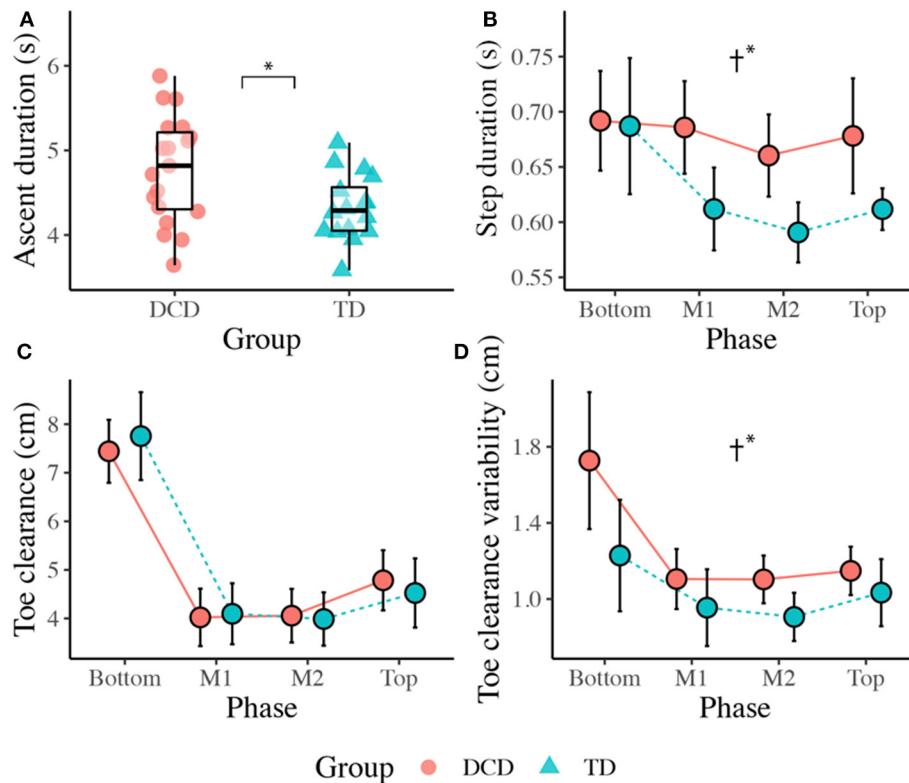 A
Ascent duration (s)
6
5
4
*
DCD
TD
Group
B
Step duration (s)
0.75
0.70
0.65
0.60
0.55
†*
Bottom
M1
M2
Top
Phase
C
Toe clearance (cm)
8
7
6
5
4
Bottom
M1
M2
Top
Phase
D
Toe clearance variability (cm)
1.8
1.4
1.0
†*
Bottom
M1
M2
Top
Phase
Group DCD TD